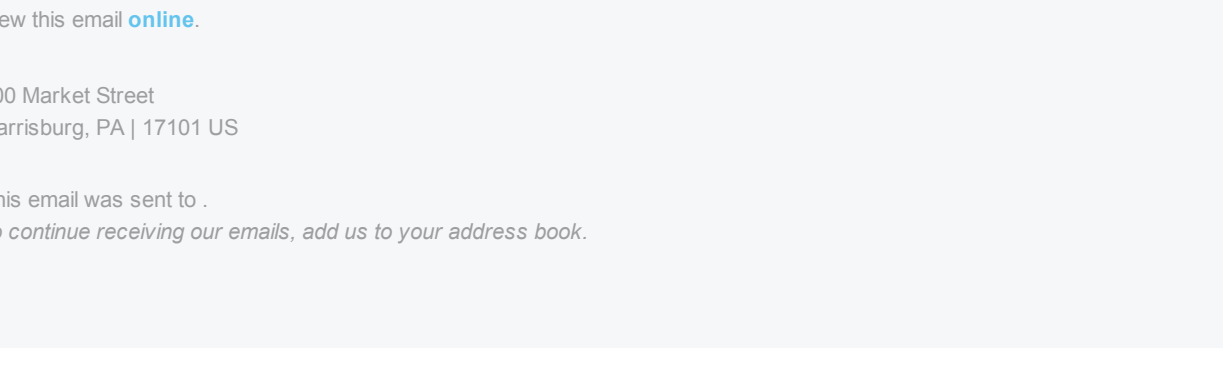 ew this email online.
00 Market Street
arrisburg, PA | 17101 US
his email was sent to .
o continue receiving our emails, add us to your address book.